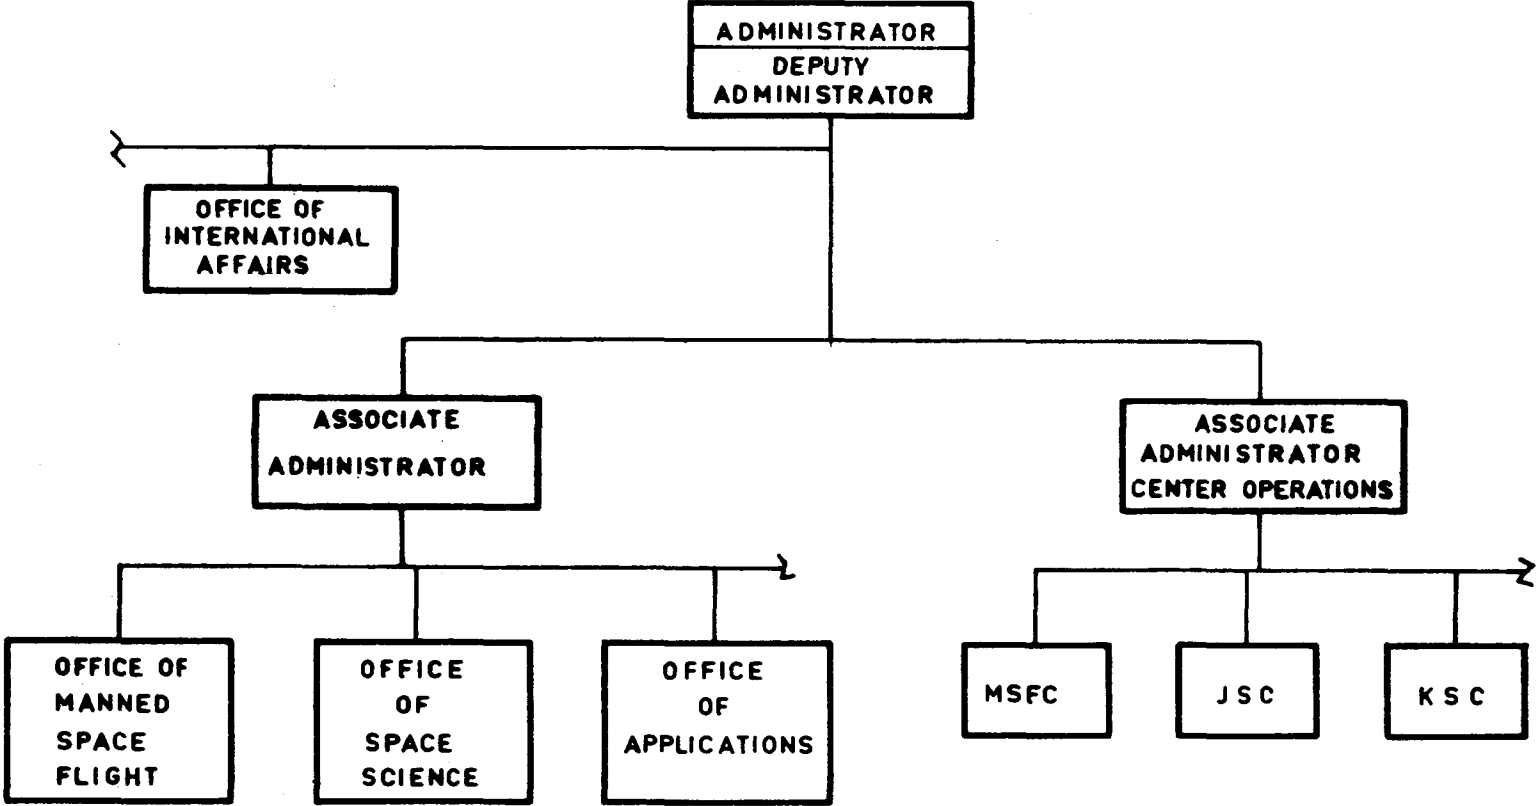 ADMINISTRATOR
DEPUTY
ADMINISTRATOR
OFFICE OF
INTERNATIONAL
AFFAIRS
ASSOCIATE
ADMINISTRATOR
ASSOCIATE
ADMINISTRATOR
CENTER OPERATIONS
OFFICE OF
MANNED
SPACE
FLIGHT
OFFICE
OF
SPACE
SCIENCE
OFFICE
OF
APPLICATIONS
MSFC
JSC
KSC